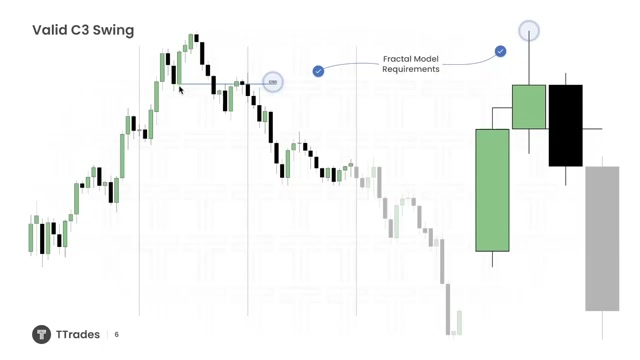 Valid C3 Swing
Fractal Model
Requirements
TTrades
6